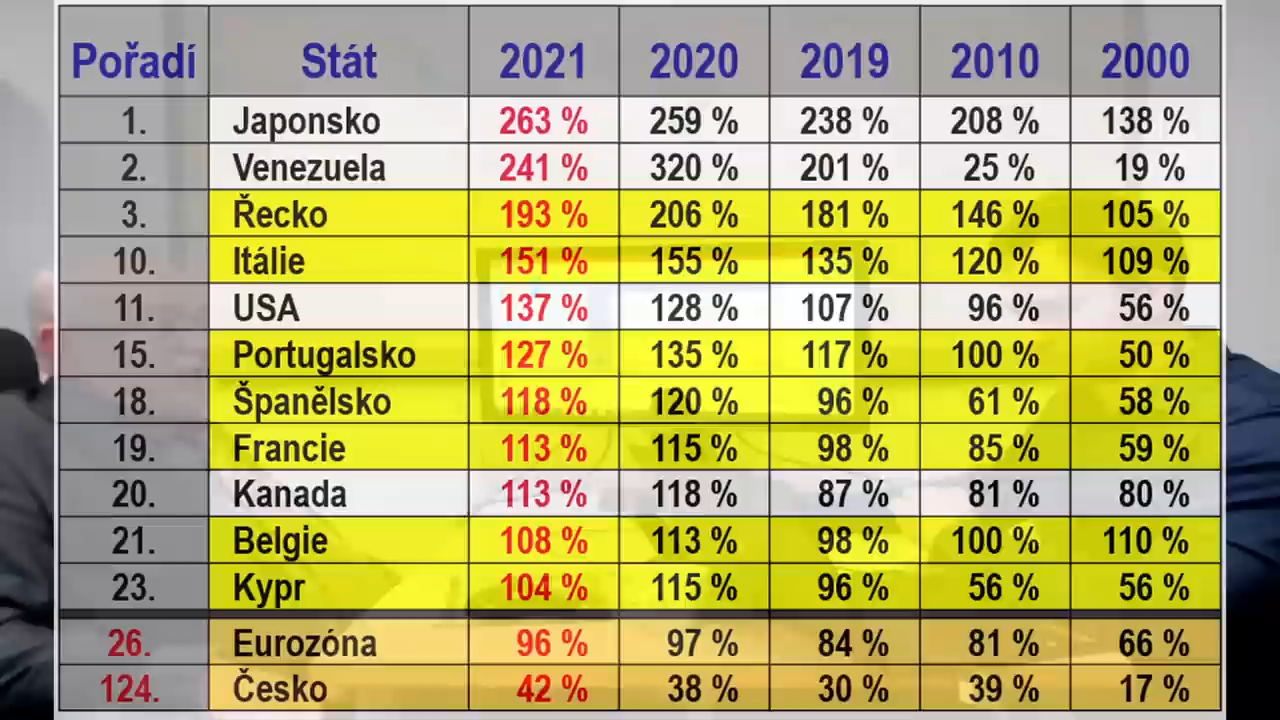 Pořadí Stát 2021 2020 2019 2010 2000
1. Japonsko 263 % 259 % 238 % 208 % 138 %
2. Venezuela 241 % 320 % 201 % 25 % 19 %
3. Řecko 193 % 206 % 181 % 146 % 105 %
10. Itálie 151 % 155 % 135 % 120 % 109 %
11. USA 137 % 128 % 107 % 96 % 56 %
15. Portugalsko 127 % 135 % 117 % 100 % 50 %
18. Španělsko 118 % 120 % 96 % 61 % 58 %
19. Francie 113 % 115 % 98 % 85 % 59 %
20. Kanada 113 % 118 % 87 % 81 % 80 %
21. Belgie 108 % 113 % 98 % 100 % 110 %
23. Kypr 104 % 115 % 96 % 56 % 56 %
26. Eurozóna 96 % 97 % 84 % 81 % 66 %
124. Česko 42 % 38 % 30 % 39 % 17 %